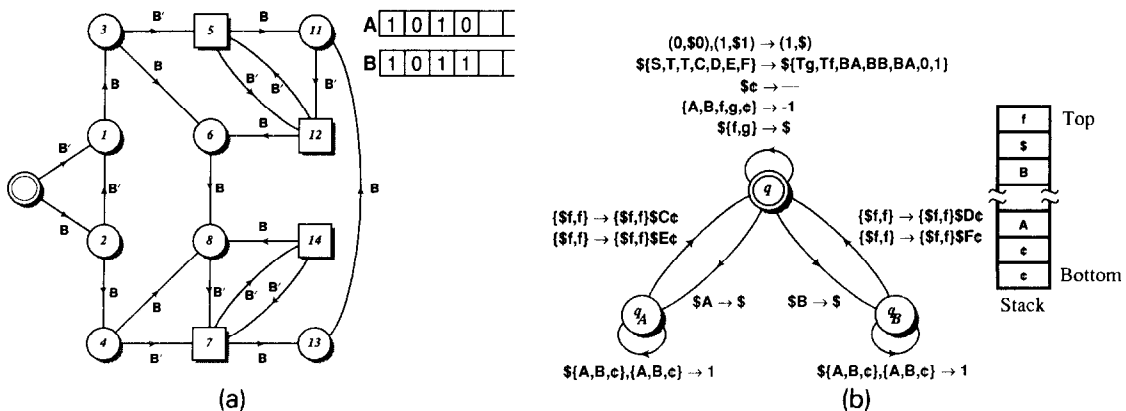 A 1 0 1 0
B 1 0 1 1
B' B B' B B B' B
3 5 11
B' B' B'
B B
1 6 B 12
B' B' B B
2 8 B 14
B B B' B' B'
4 B' 7 B 13
(a)
(0,$0),(1,$1) → (1,$)
${S,T,T,C,D,E,F} → ${Tg,Tf,BA,BB,BA,0,1}
$¢ → —
{A,B,f,g,¢} → -1
${f,g} → $
q
{$f,f} → {$f,f}$C¢
{$f,f} → {$f,f}$E¢
{$f,f} → {$f,f}$D¢
{$f,f} → {$f,f}$F¢
$A → $
$B → $
qA
qB
${A,B,¢},{A,B,¢} → 1
${A,B,¢},{A,B,¢} → 1
f Top
$
B
A
¢
¢ Bottom
Stack
(b)